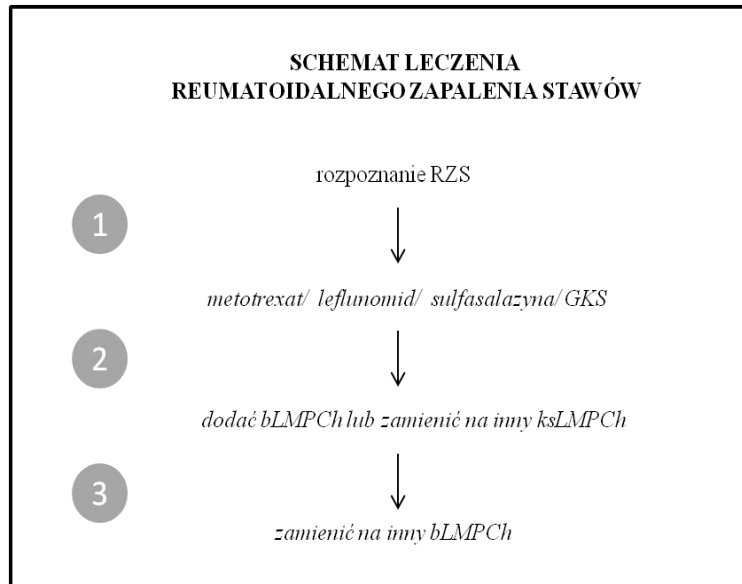 SCHEMAT LECZENIA
REUMATOIDALNEGO ZAPALENIA STAWÓW
rozpoznanie RZS
1
metotrexat/ leflunomid/ sulfasalazyna/ GKS
2
dodać bLMPCh lub zamienić na inny ksLMPCh
3
zamienić na inny bLMPCh